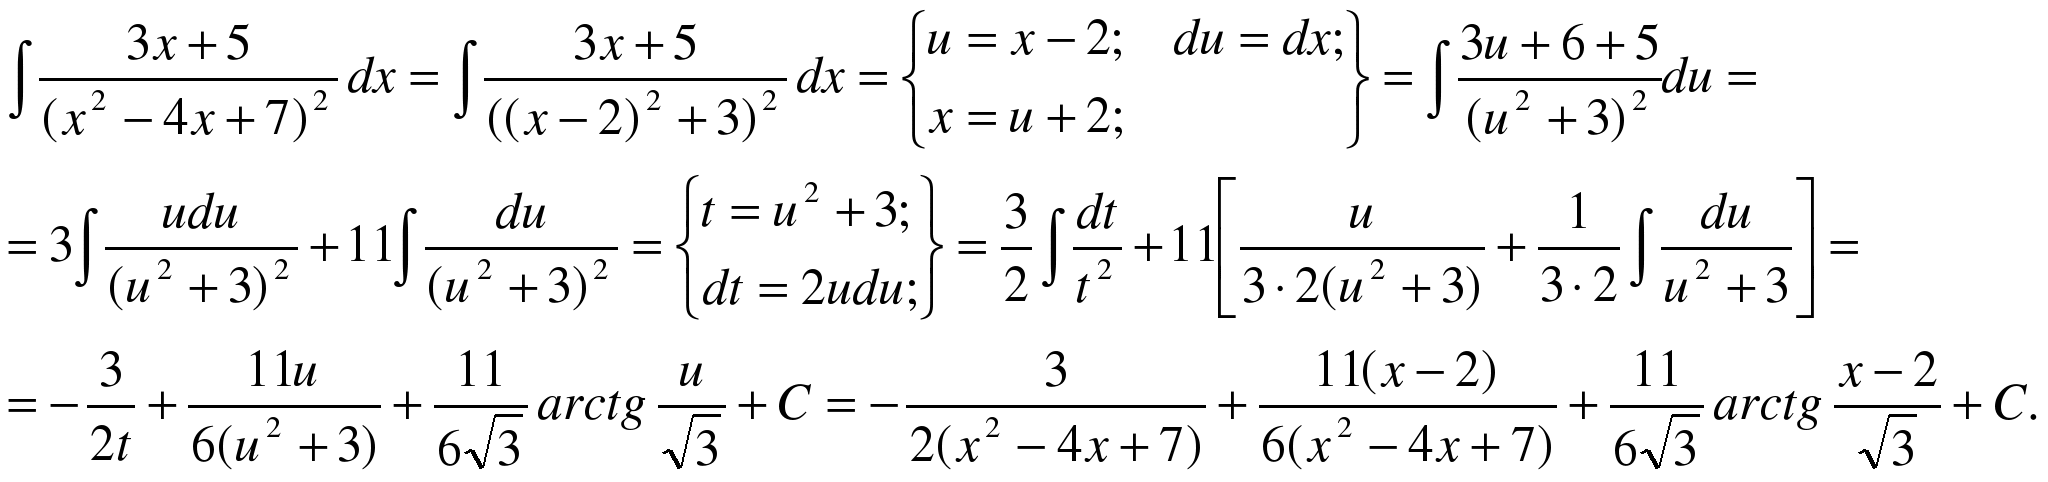 ∫ (3x + 5)/(x² − 4x + 7)² dx = ∫ (3x + 5)/((x − 2)² + 3)² dx = {u = x − 2; du = dx; x = u + 2;} = ∫ (3u + 6 + 5)/(u² + 3)² du =
= 3∫ udu/(u² + 3)² + 11∫ du/(u² + 3)² = {t = u² + 3; dt = 2udu;} = 3/2 ∫ dt/t² + 11[u/(3·2(u² + 3)) + 1/(3·2) ∫ du/(u² + 3)] =
= − 3/(2t) + 11u/(6(u² + 3)) + 11/(6√3) arctg u/√3 + C = − 3/(2(x² − 4x + 7)) + 11(x − 2)/(6(x² − 4x + 7)) + 11/(6√3) arctg (x − 2)/√3 + C.